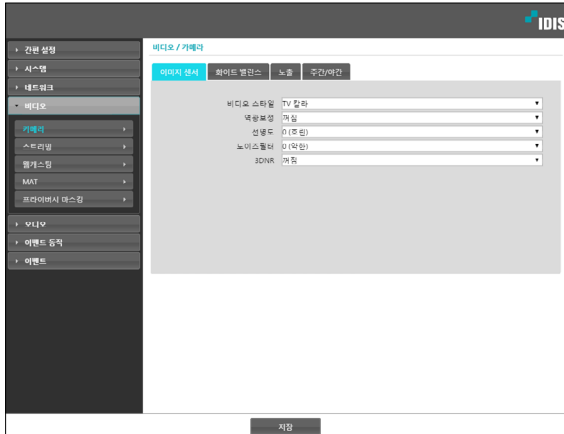 IDIS
간편 설정
시스템
네트워크
비디오
카메라
스트리밍
웹캐스팅
MAT
프라이버시 마스킹
오디오
이벤트 동작
이벤트
비디오 / 카메라
이미지 센서 화이트 밸런스 노출 주간/야간
비디오 스타일 TV 칼라
역광보정 꺼짐
선명도 0 (흐린)
노이즈필터 0 (약한)
3DNR 꺼짐
저장